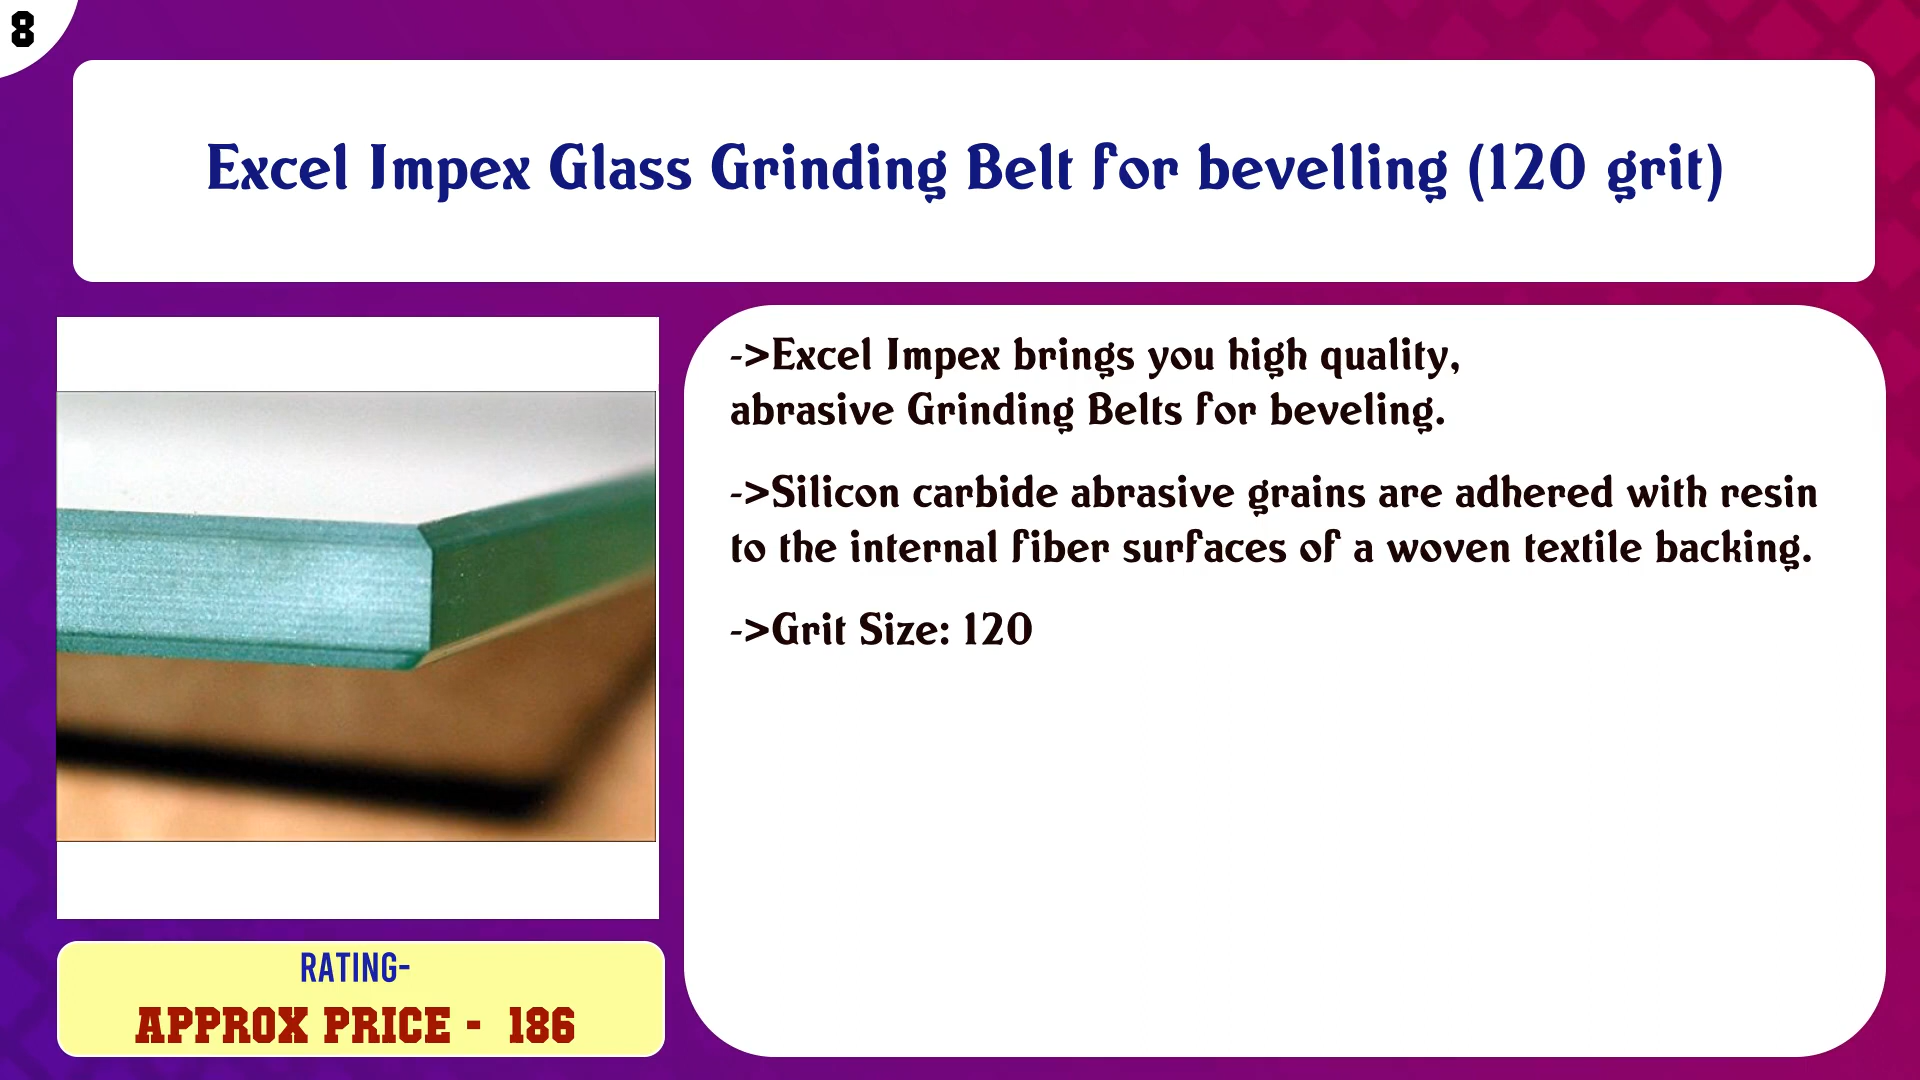 8
Excel Impex Glass Grinding Belt for bevelling (120 grit)
->Excel Impex brings you high quality,
abrasive Grinding Belts for beveling.
->Silicon carbide abrasive grains are adhered with resin
to the internal fiber surfaces of a woven textile backing.
->Grit Size: 120
RATING-
APPROX PRICE - 186